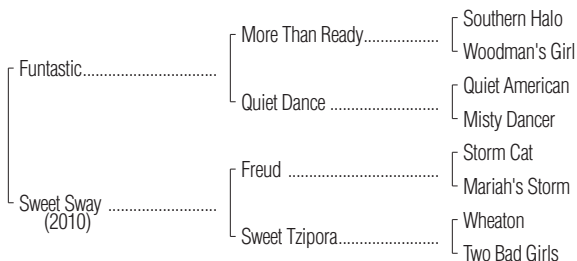 Southern Halo
More Than Ready
Woodman's Girl
Funtastic
Quiet American
Quiet Dance
Misty Dancer
Storm Cat
Freud
Mariah's Storm
Sweet Sway
(2010)
Wheaton
Sweet Tzipora
Two Bad Girls